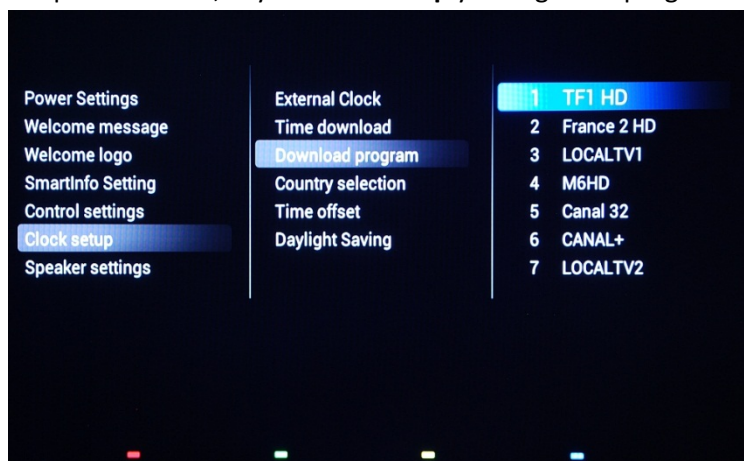 Power Settings
Welcome message
Welcome logo
SmartInfo Setting
Control settings
Clock setup
Speaker settings
External Clock
Time download
Download program
Country selection
Time offset
Daylight Saving
1 TF1 HD
2 France 2 HD
3 LOCALTV1
4 M6HD
5 Canal 32
6 CANAL+
7 LOCALTV2